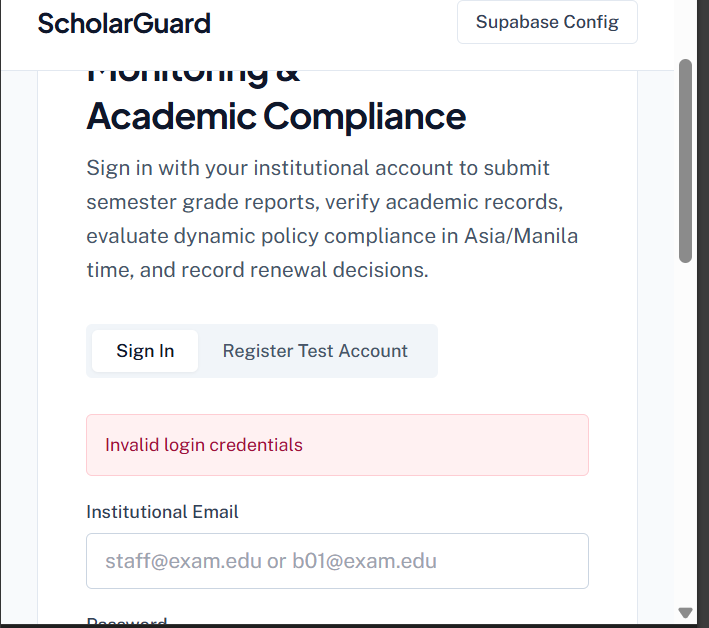 ScholarGuard
Supabase Config
Monitoring &
Academic Compliance
Sign in with your institutional account to submit
semester grade reports, verify academic records,
evaluate dynamic policy compliance in Asia/Manila
time, and record renewal decisions.
Sign In
Register Test Account
Invalid login credentials
Institutional Email
staff@exam.edu or b01@exam.edu
Password